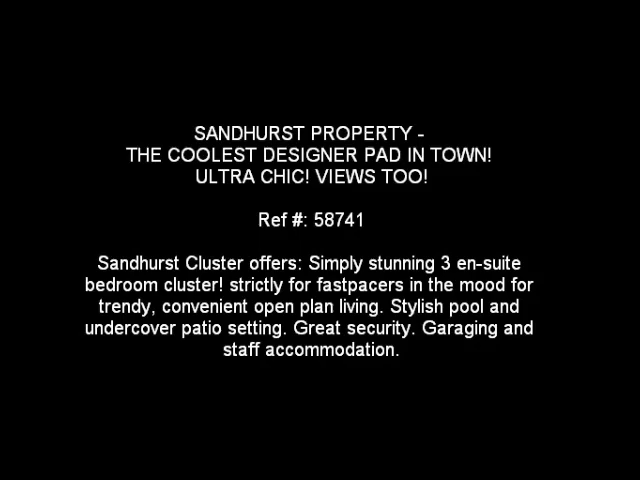 SANDHURST PROPERTY -
THE COOLEST DESIGNER PAD IN TOWN!
ULTRA CHIC! VIEWS TOO!
Ref #: 58741
Sandhurst Cluster offers: Simply stunning 3 en-suite
bedroom cluster! strictly for fastpacers in the mood for
trendy, convenient open plan living. Stylish pool and
undercover patio setting. Great security. Garaging and
staff accommodation.